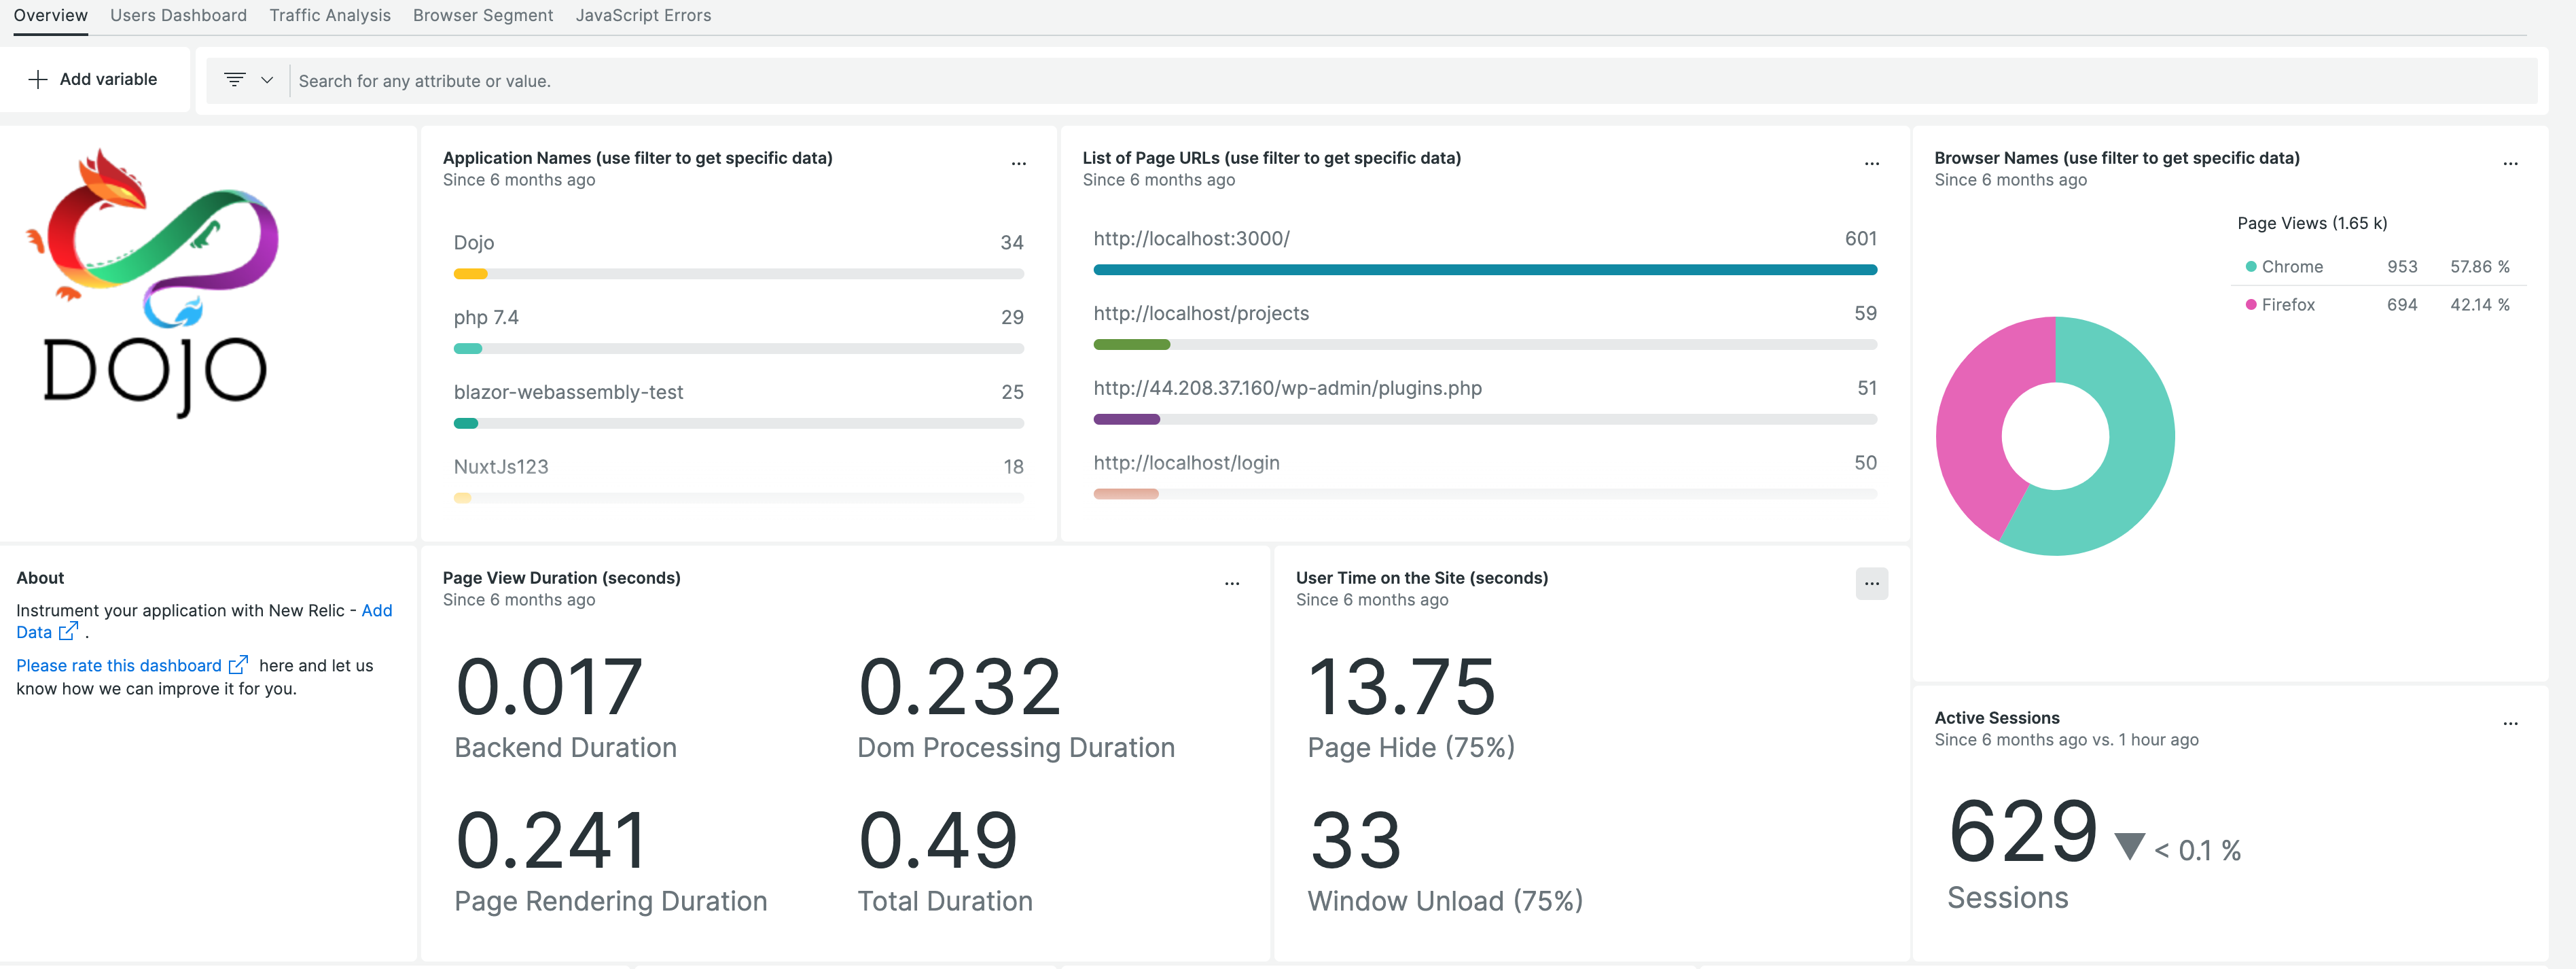 Overview Users Dashboard Traffic Analysis Browser Segment JavaScript Errors
Add variable
Search for any attribute or value.
DOJO
Application Names (use filter to get specific data)
Since 6 months ago
Dojo 34
php 7.4 29
blazor-webassembly-test 25
NuxtJs123 18
List of Page URLs (use filter to get specific data)
Since 6 months ago
http://localhost:3000/ 601
http://localhost/projects 59
http://44.208.37.160/wp-admin/plugins.php 51
http://localhost/login 50
Browser Names (use filter to get specific data)
Since 6 months ago
Page Views (1.65 k)
Chrome 953 57.86 %
Firefox 694 42.14 %
About
Instrument your application with New Relic - Add
Data .
Please rate this dashboard here and let us
know how we can improve it for you.
Page View Duration (seconds)
Since 6 months ago
0.017 0.232
Backend Duration Dom Processing Duration
0.241 0.49
Page Rendering Duration Total Duration
User Time on the Site (seconds)
Since 6 months ago
13.75
Page Hide (75%)
33
Window Unload (75%)
Active Sessions
Since 6 months ago vs. 1 hour ago
629 < 0.1 %
Sessions